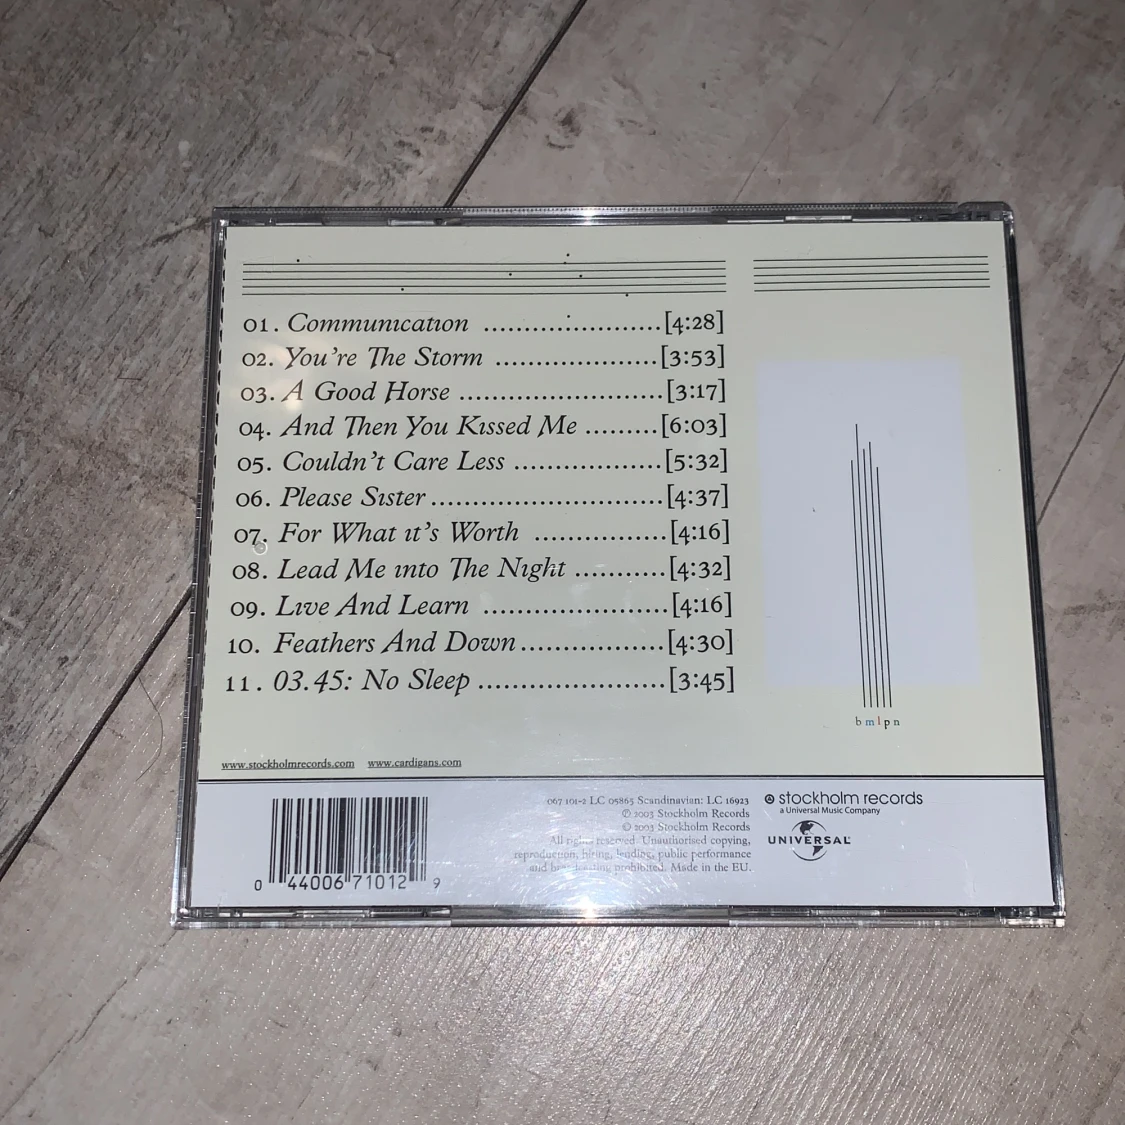 01. Communication ........................[4:28]
02. You're The Storm ......................[3:53]
03. A Good Horse ............................[3:17]
04. And Then You Kissed Me ..........[6:03]
05. Couldn't Care Less .....................[5:32]
06. Please Sister................................[4:37]
07. For What it's Worth ..................[4:16]
08. Lead Me into The Night ............[4:32]
09. Live And Learn .........................[4:16]
10. Feathers And Down....................[4:30]
11. 03.45: No Sleep .........................[3:45]
b m l p n
www.stockholmrecords.com www.cardigans.com
067 101-2 LC 05863 Scandinavian: LC 16923
℗ 2003 Stockholm Records
© 2003 Stockholm Records
All rights reserved. Unauthorised copying,
reproduction, hiring, lending, public performance
and broadcasting prohibited. Made in the EU.
stockholm records
a Universal Music Company
UNIVERSAL
0 44006 71012 9